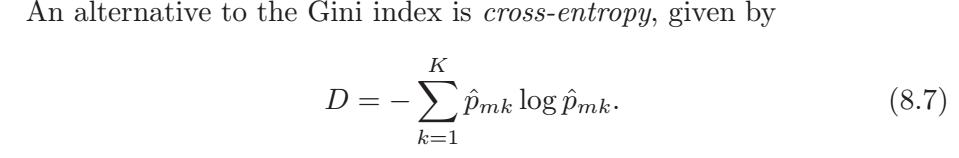 An alternative to the Gini index is cross-entropy, given by
D = − ∑_{k=1}^{K} p̂_{mk} log p̂_{mk}. (8.7)